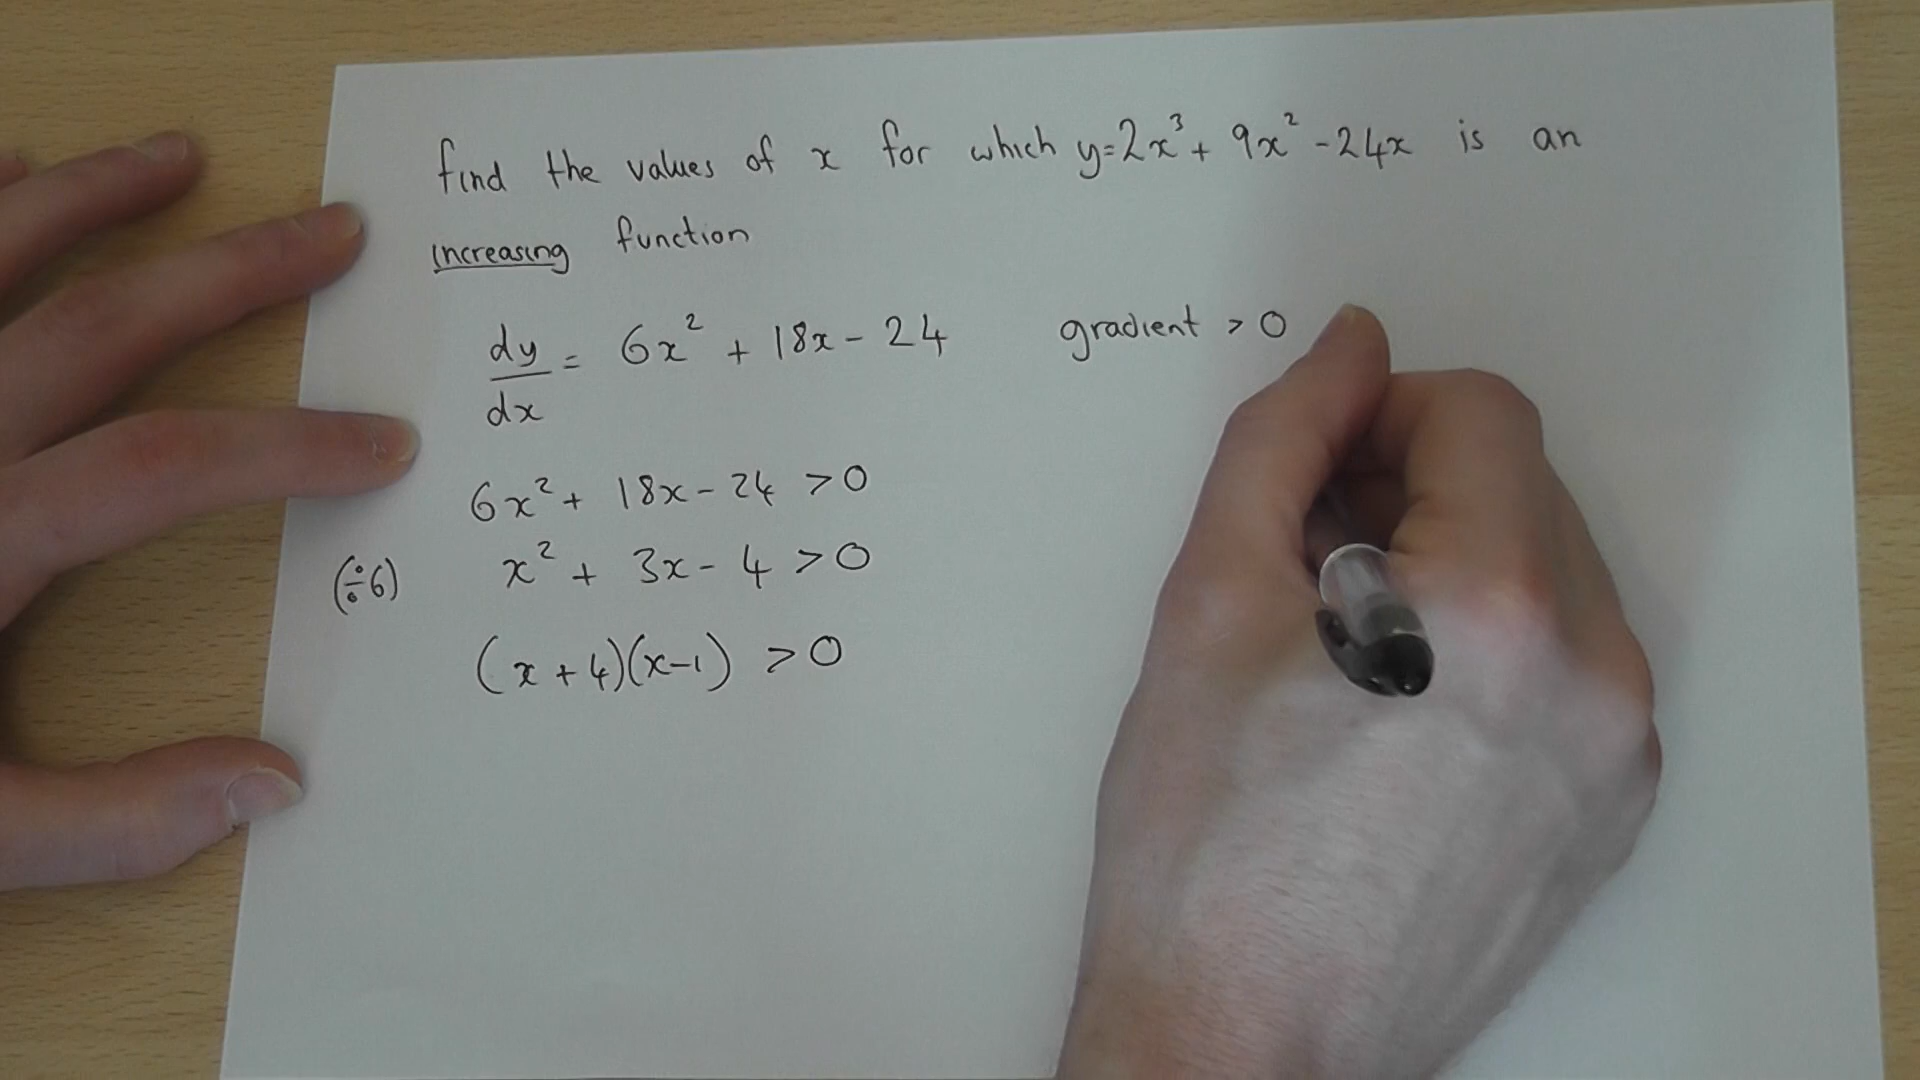 find the values of x for which y=2x³+ 9x² -24x is an
increasing function
dy/dx = 6x² + 18x - 24 gradient > 0
6x² + 18x - 24 >0
(÷6) x² + 3x - 4 >0
(x+4)(x-1) >0